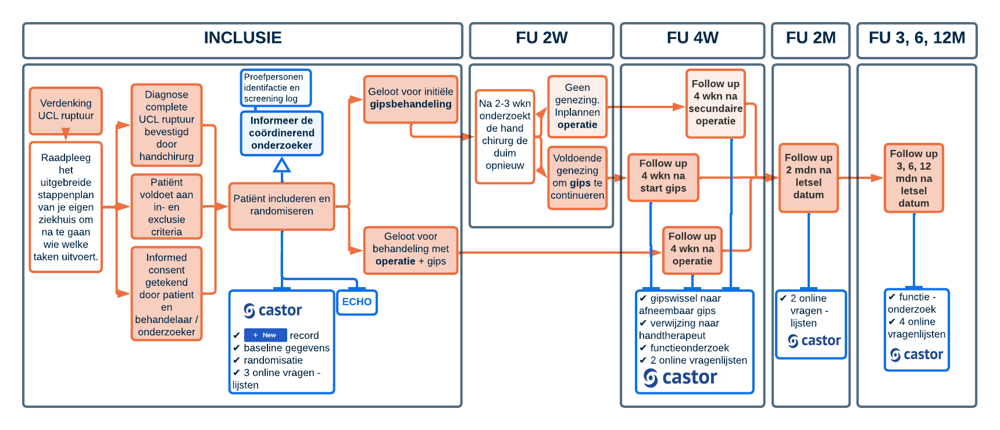 INCLUSIE
FU 2W
FU 4W
FU 2M
FU 3, 6, 12M
Verdenking
UCL ruptuur
Raadpleeg
het
uitgebreide
stappenplan
van je eigen
ziekhuis om
na te gaan
wie welke
taken uitvoert.
Diagnose
complete
UCL ruptuur
bevestigd
door
handchirurg
Patiënt
voldoet aan
in- en
exclusie
criteria
Informed
consent
getekend
door patient
en
behandelaar /
onderzoeker
Proefpersonen
identifactie en
screening log
Informeer de
coördinerend
onderzoeker
Patiënt includeren en
randomiseren
castor
✔ + New record
✔ baseline gegevens
✔ randomisatie
✔ 3 online vragen -
lijsten
ECHO
Geloot voor initiële
gipsbehandeling
Geloot voor
behandeling met
operatie + gips
Na 2-3 wkn
onderzoekt
de hand
chirurg de
duim
opnieuw
Geen
genezing.
Inplannen
operatie
Voldoende
genezing
om gips te
continueren
Follow up
4 wkn na
secundaire
operatie
Follow up
4 wkn na
start gips
Follow up
4 wkn na
operatie
✔ gipswissel naar
afneembaar gips
✔ verwijzing naar
handtherapeut
✔ functieonderzoek
✔ 2 online vragenlijsten
castor
Follow up
2 mdn na
letsel
datum
✔ 2 online
vragen -
lijsten
castor
Follow up
3, 6, 12
mdn na
letsel
datum
✔ functie -
onderzoek
✔ 4 online
vragenlijsten
castor